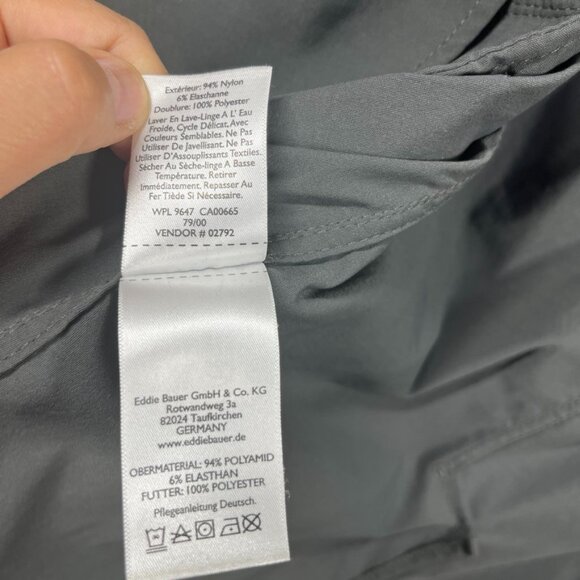 Extérieur: 94% Nylon
6% Elasthanne
Doublure: 100% Polyester
Laver En Lave-Linge A L' Eau
Froide, Cycle Délicat, Avec
Couleurs Semblables. Ne Pas
Utiliser De Javellisant. Ne Pas
Utiliser D'Assouplissants Textiles.
Sécher Au Sèche-linge A Basse
Température. Retirer
Immédiatement. Repasser Au
Fer Tiède Si Nécessaire.
WPL 9647 CA00665
79/00
VENDOR # 02792
Eddie Bauer GmbH & Co. KG
Rotwandweg 3a
82024 Taufkirchen
GERMANY
www.eddiebauer.de
OBERMATERIAL: 94% POLYAMID
6% ELASTHAN
FUTTER: 100% POLYESTER
Pflegeanleitung Deutsch.